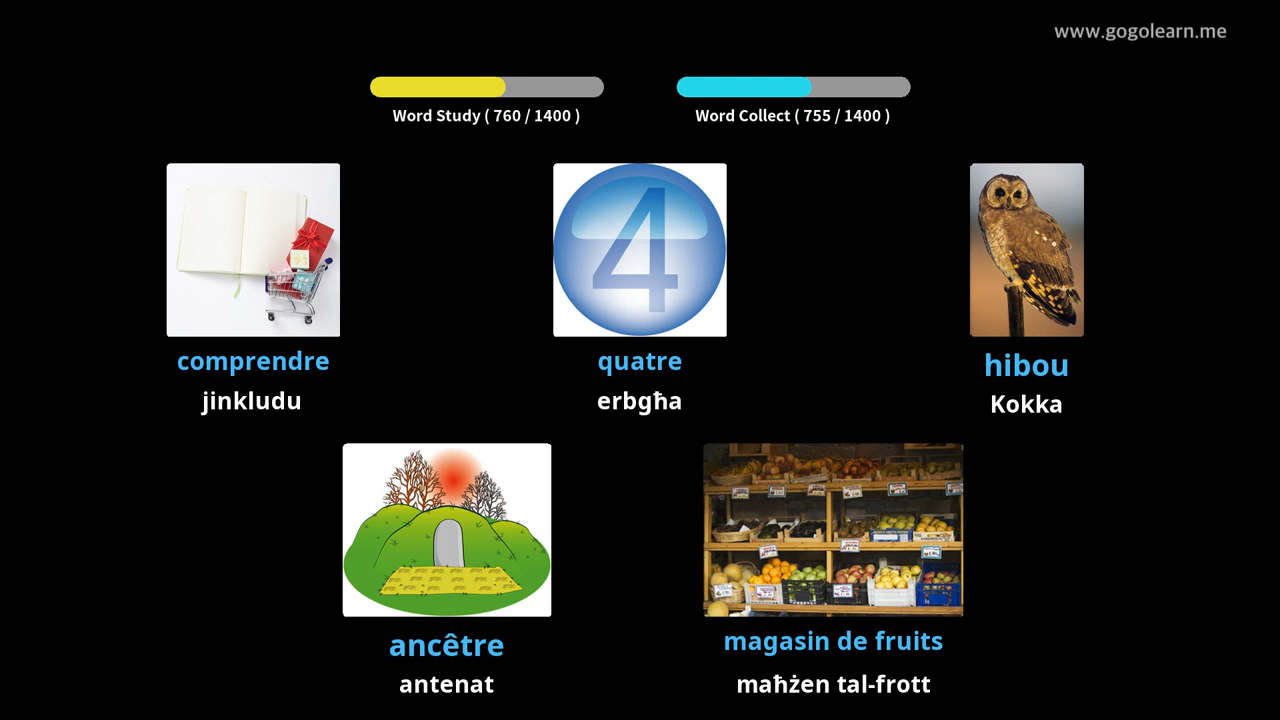 www.gogolearn.me
Word Study ( 760 / 1400 )
Word Collect ( 755 / 1400 )
4
comprendre
jinkludu
quatre
erbgħa
hibou
Kokka
ancêtre
antenat
magasin de fruits
maħżen tal-frott